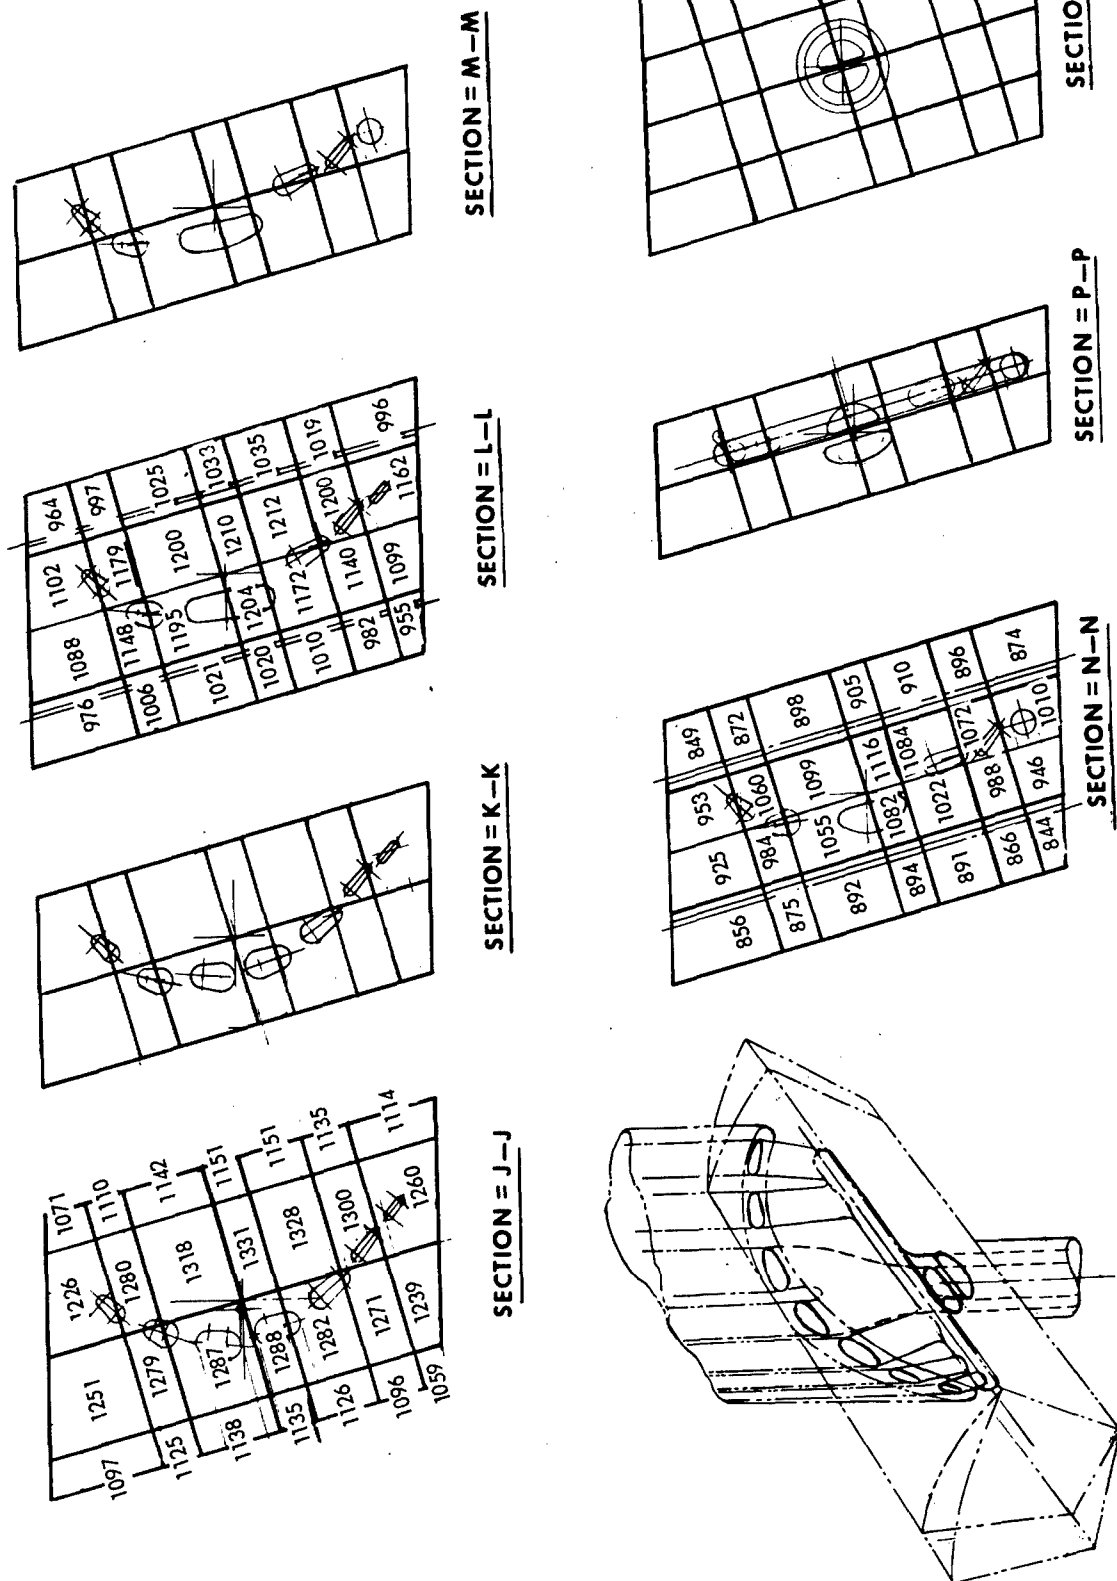 1097 1251 1226 1071
1125 1279 1280 1110
1138 1287 1318 1142
1135 1288 1331 1151
1126 1282 1328 1151
1096 1271 1300 1135
1059 1239 1260 1114
SECTION = J–J
SECTION = K–K
976 1088 1102 964
1006 1148 1179 997
1021 1195 1200 1025
1020 1204 1210 1033
1010 1172 1212 1035
982 1140 1200 1019
955 1099 1162 996
SECTION = L–L
SECTION = M–M
856 925 953 849
875 984 1060 872
892 1055 1099 898
894 1082 1116 905
891 1022 1084 910
866 988 1072 896
844 946 1010 874
SECTION = N–N
SECTION = P–P
SECTIO